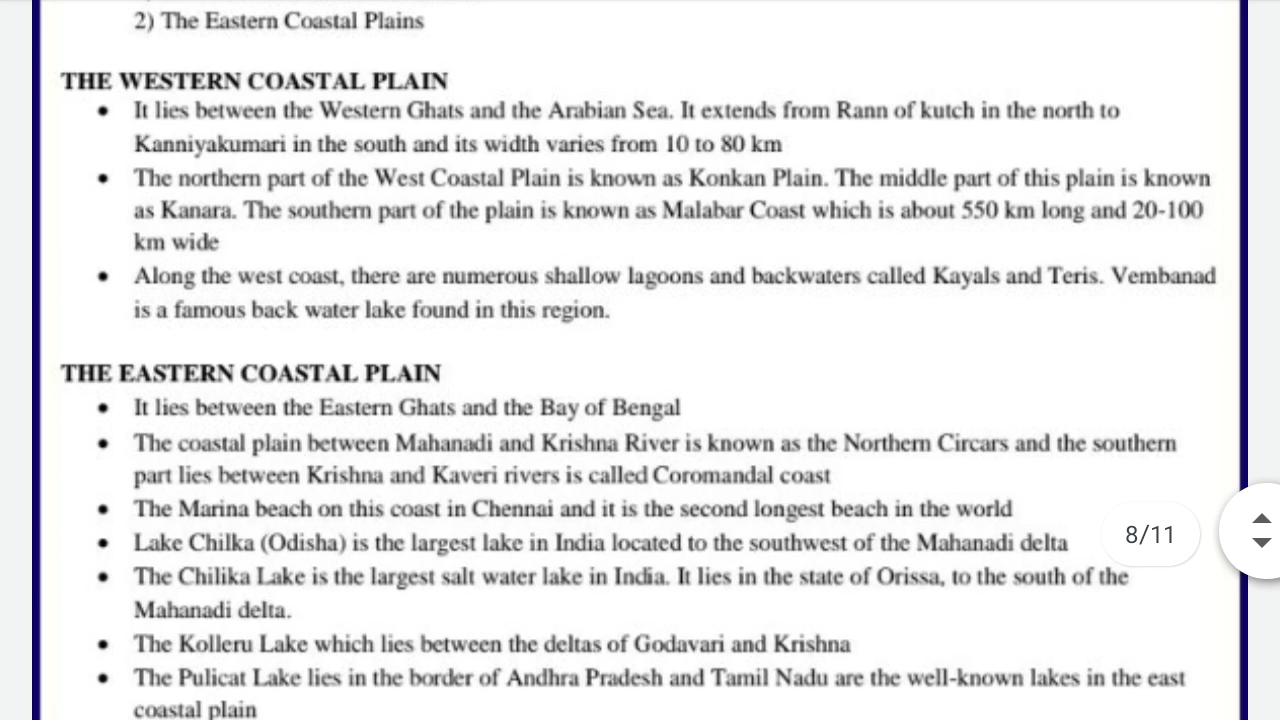 2) The Eastern Coastal Plains
THE WESTERN COASTAL PLAIN
• It lies between the Western Ghats and the Arabian Sea. It extends from Rann of kutch in the north to
Kanniyakumari in the south and its width varies from 10 to 80 km
• The northern part of the West Coastal Plain is known as Konkan Plain. The middle part of this plain is known
as Kanara. The southern part of the plain is known as Malabar Coast which is about 550 km long and 20-100
km wide
• Along the west coast, there are numerous shallow lagoons and backwaters called Kayals and Teris. Vembanad
is a famous back water lake found in this region.
THE EASTERN COASTAL PLAIN
• It lies between the Eastern Ghats and the Bay of Bengal
• The coastal plain between Mahanadi and Krishna River is known as the Northern Circars and the southern
part lies between Krishna and Kaveri rivers is called Coromandal coast
• The Marina beach on this coast in Chennai and it is the second longest beach in the world
• Lake Chilka (Odisha) is the largest lake in India located to the southwest of the Mahanadi delta
8/11
• The Chilika Lake is the largest salt water lake in India. It lies in the state of Orissa, to the south of the
Mahanadi delta.
• The Kolleru Lake which lies between the deltas of Godavari and Krishna
• The Pulicat Lake lies in the border of Andhra Pradesh and Tamil Nadu are the well-known lakes in the east
coastal plain